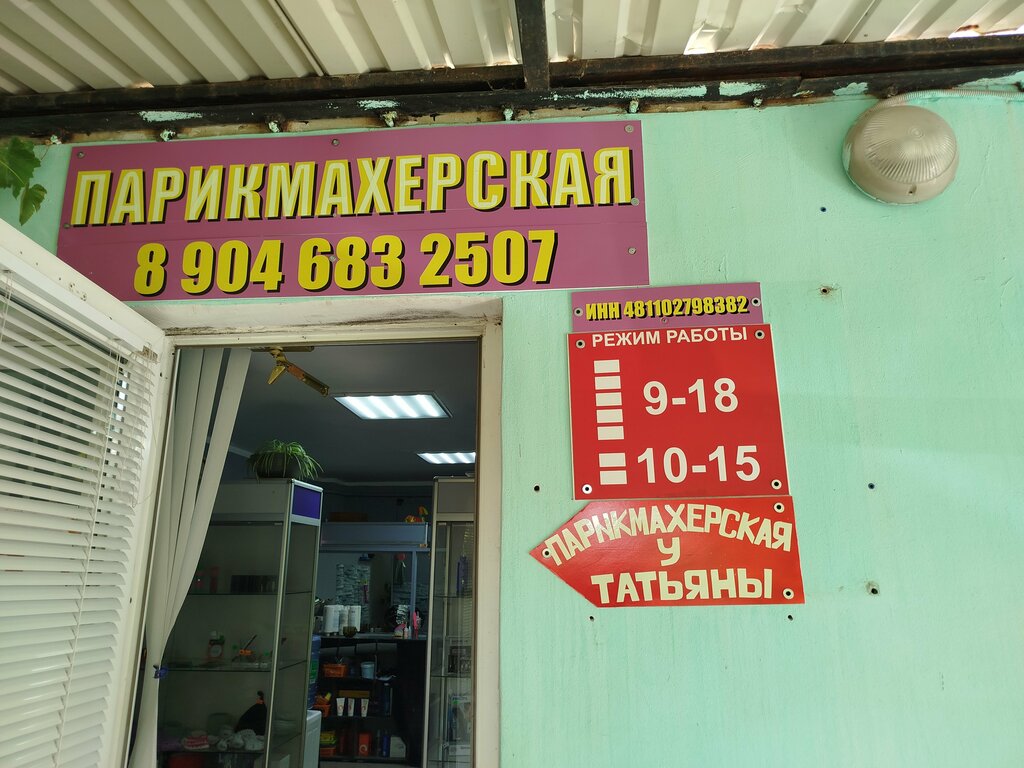 ПАРИКМАХЕРСКАЯ
8 904 683 2507
ИНН 481102798382
РЕЖИМ РАБОТЫ
9-18
10-15
ПАРИКМАХЕРСКАЯ
У
ТАТЬЯНЫ